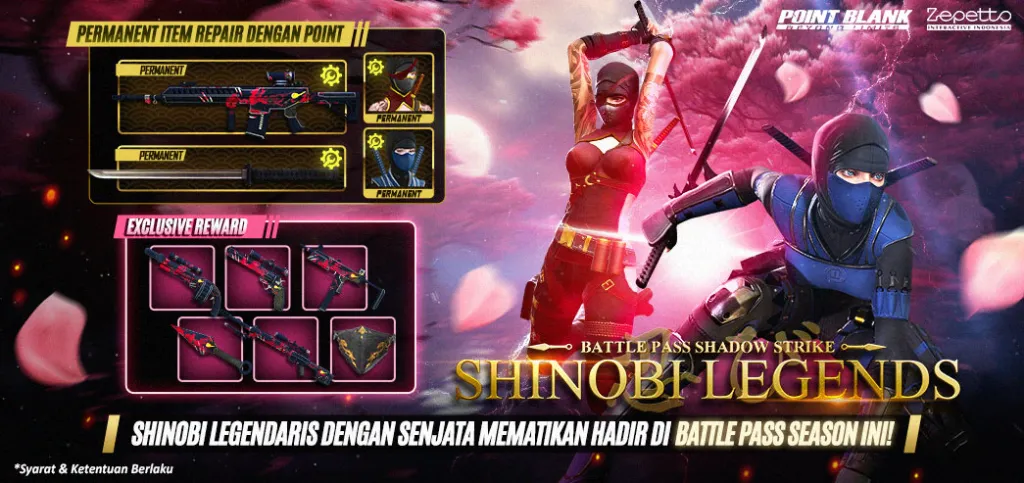 PERMANENT ITEM REPAIR DENGAN POINT
PERMANENT
PERMANENT
PERMANENT
PERMANENT
EXCLUSIVE REWARD
POINT BLANK
Zepetto
INTERACTIVE INDONESIA
BATTLE PASS SHADOW STRIKE
SHINOBI LEGENDS
SHINOBI LEGENDARIS DENGAN SENJATA MEMATIKAN HADIR DI BATTLE PASS SEASON INI!
*Syarat & Ketentuan Berlaku